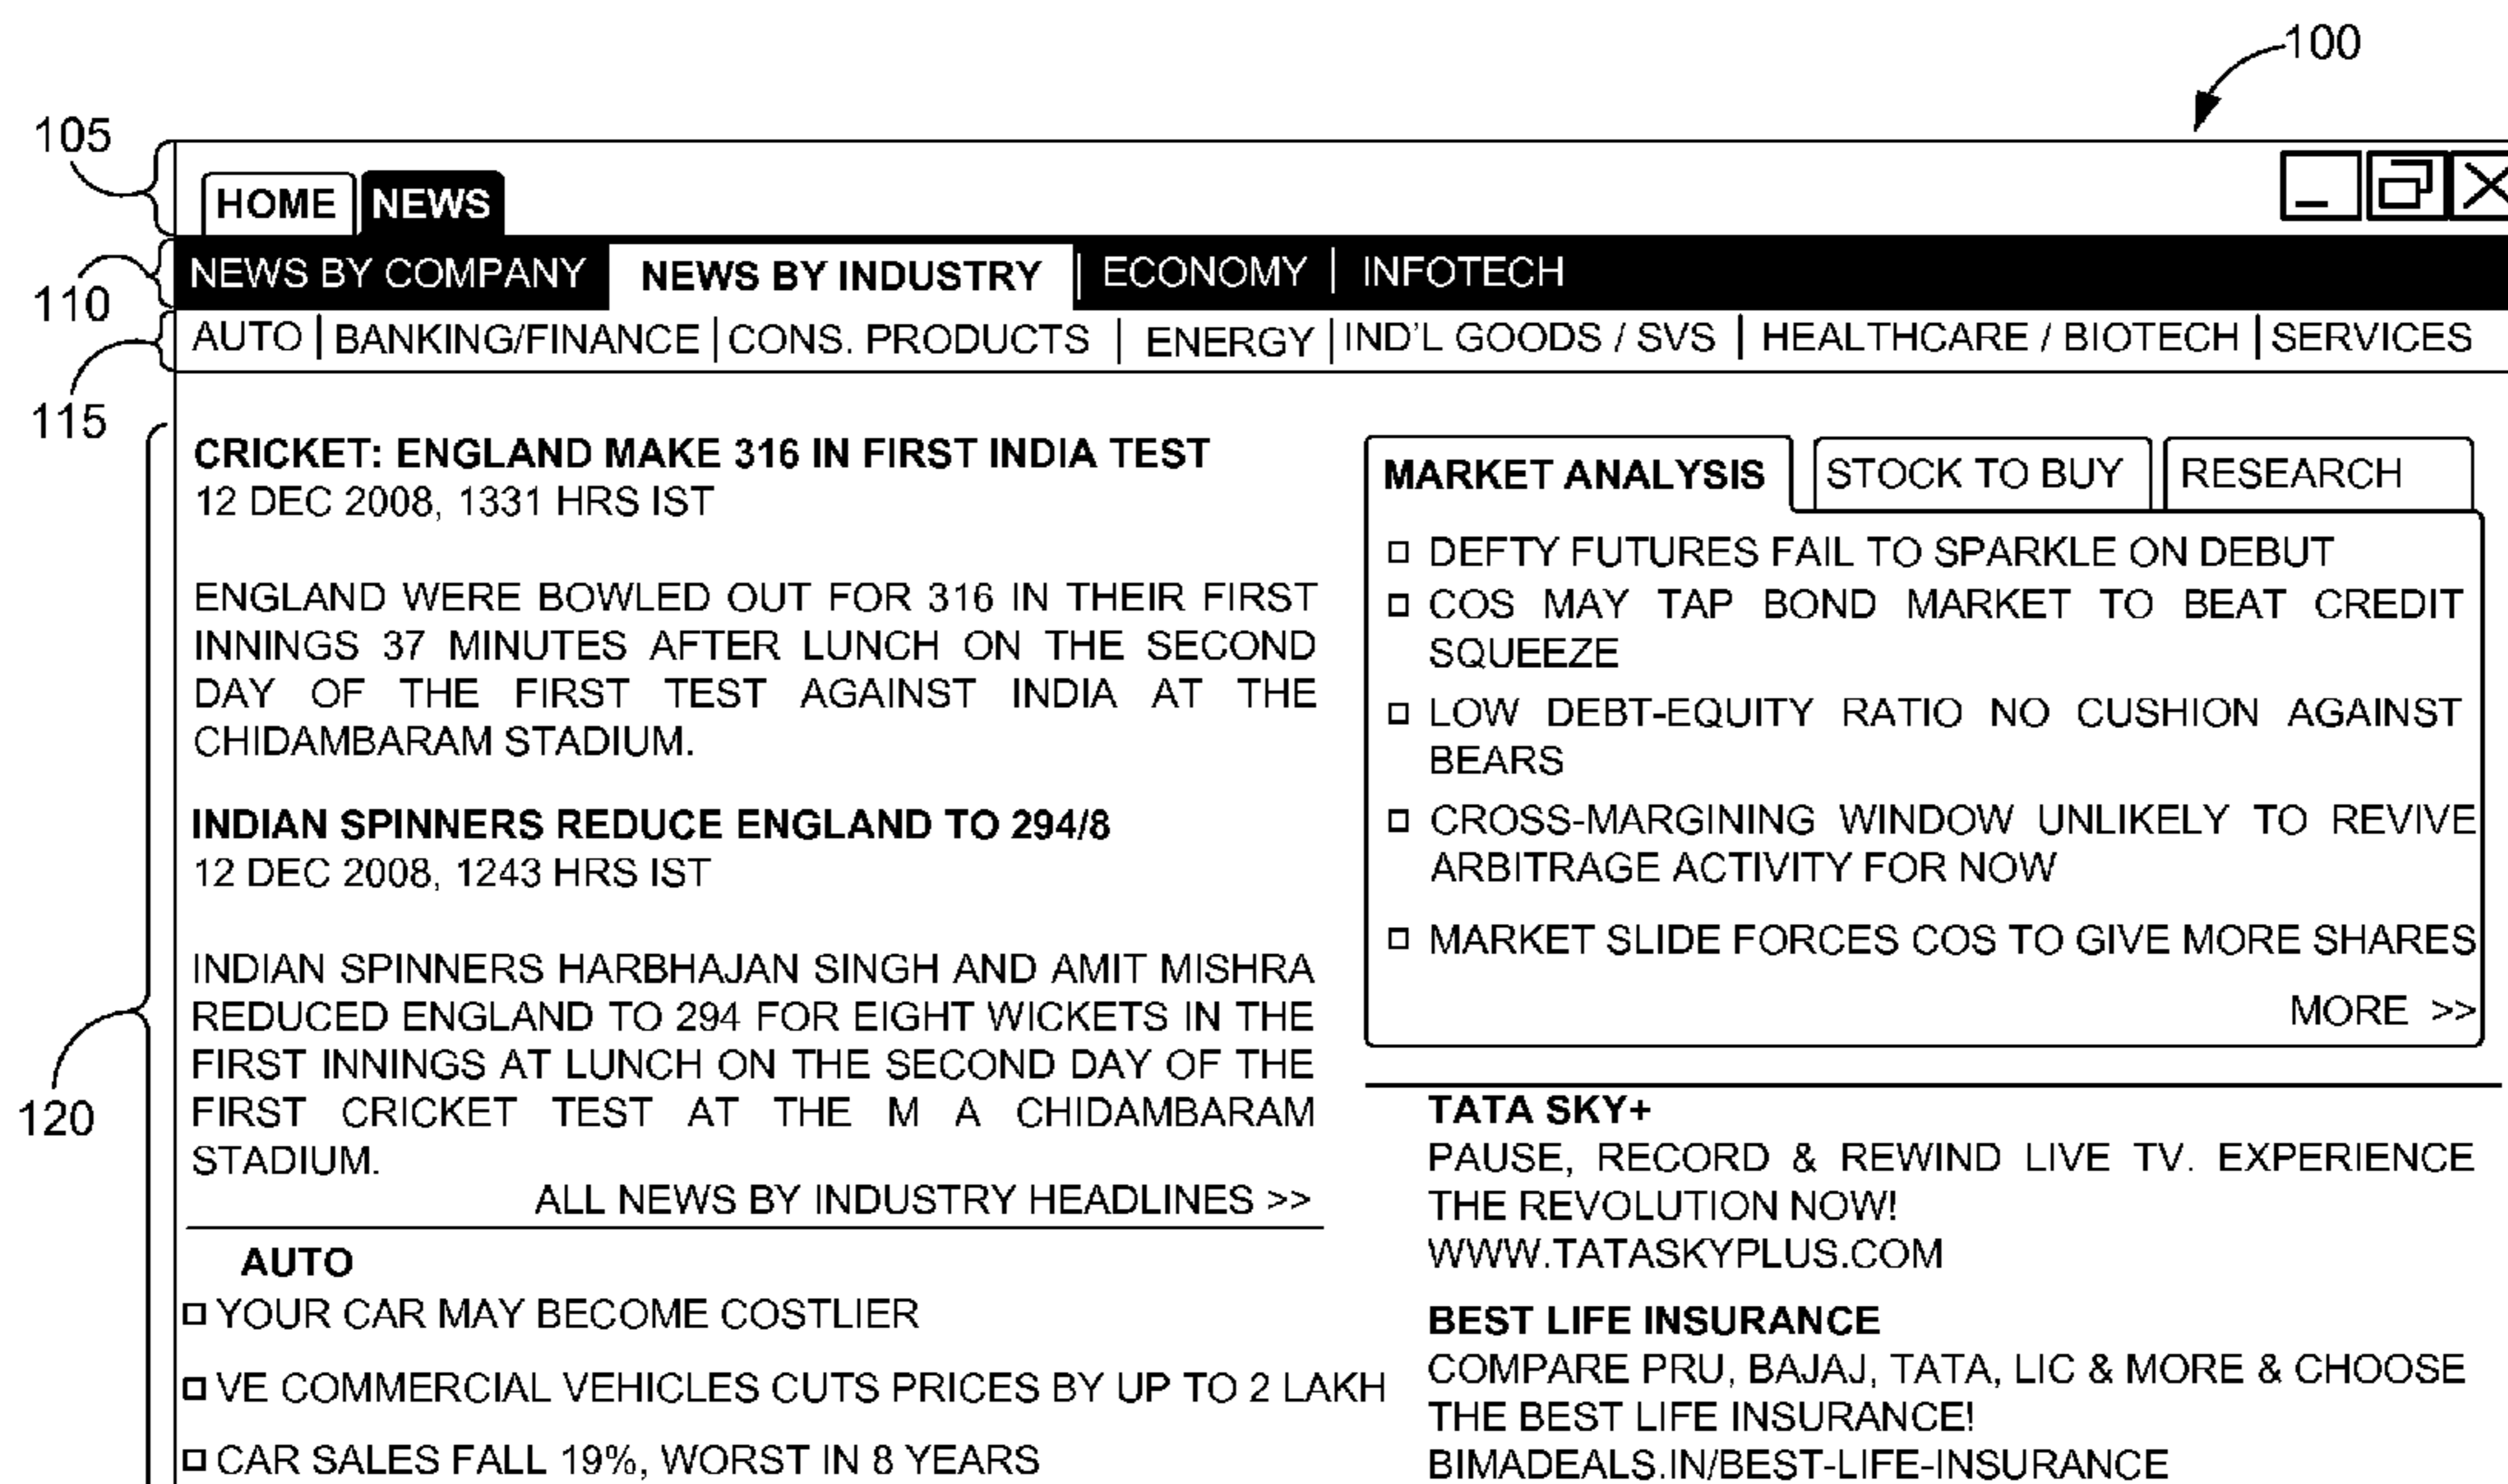 100
105
HOME NEWS
110
NEWS BY COMPANY NEWS BY INDUSTRY | ECONOMY | INFOTECH
115
AUTO | BANKING/FINANCE | CONS. PRODUCTS | ENERGY | IND'L GOODS / SVS | HEALTHCARE / BIOTECH | SERVICES
CRICKET: ENGLAND MAKE 316 IN FIRST INDIA TEST
12 DEC 2008, 1331 HRS IST
ENGLAND WERE BOWLED OUT FOR 316 IN THEIR FIRST
INNINGS 37 MINUTES AFTER LUNCH ON THE SECOND
DAY OF THE FIRST TEST AGAINST INDIA AT THE
CHIDAMBARAM STADIUM.
INDIAN SPINNERS REDUCE ENGLAND TO 294/8
12 DEC 2008, 1243 HRS IST
INDIAN SPINNERS HARBHAJAN SINGH AND AMIT MISHRA
REDUCED ENGLAND TO 294 FOR EIGHT WICKETS IN THE
FIRST INNINGS AT LUNCH ON THE SECOND DAY OF THE
FIRST CRICKET TEST AT THE M A CHIDAMBARAM
STADIUM.
ALL NEWS BY INDUSTRY HEADLINES >>
120
AUTO
YOUR CAR MAY BECOME COSTLIER
VE COMMERCIAL VEHICLES CUTS PRICES BY UP TO 2 LAKH
CAR SALES FALL 19%, WORST IN 8 YEARS
MARKET ANALYSIS STOCK TO BUY RESEARCH
DEFTY FUTURES FAIL TO SPARKLE ON DEBUT
COS MAY TAP BOND MARKET TO BEAT CREDIT
SQUEEZE
LOW DEBT-EQUITY RATIO NO CUSHION AGAINST
BEARS
CROSS-MARGINING WINDOW UNLIKELY TO REVIVE
ARBITRAGE ACTIVITY FOR NOW
MARKET SLIDE FORCES COS TO GIVE MORE SHARES
MORE >>
TATA SKY+
PAUSE, RECORD & REWIND LIVE TV. EXPERIENCE
THE REVOLUTION NOW!
WWW.TATASKYPLUS.COM
BEST LIFE INSURANCE
COMPARE PRU, BAJAJ, TATA, LIC & MORE & CHOOSE
THE BEST LIFE INSURANCE!
BIMADEALS.IN/BEST-LIFE-INSURANCE